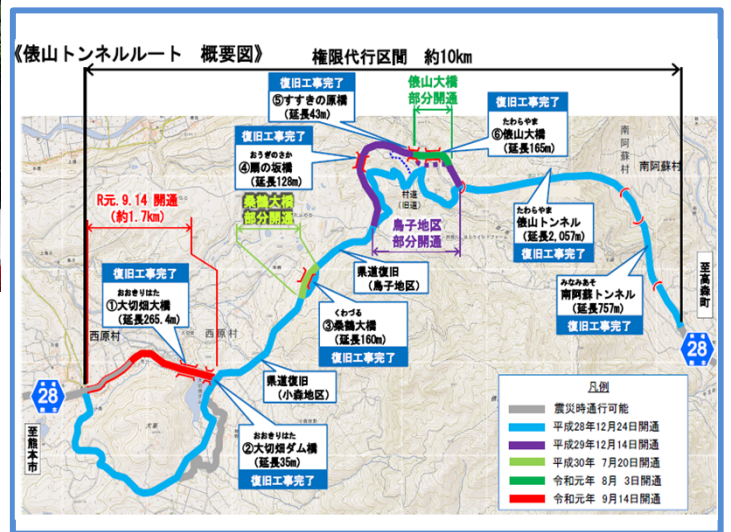 《俵山トンネルルート 概要図》
権限代行区間 約10km
復旧工事完了
⑤すすきの原橋
(延長43m)
俵山大橋
部分開通
復旧工事完了
たわらやま
⑥俵山大橋
(延長165m)
復旧工事完了
おうぎのさか
④扇の坂橋
(延長128m)
南阿蘇村
南阿蘇村
R元.9.14 開通
(約1.7km)
桑鶴大橋
部分開通
村道
(旧道)
鳥子地区
部分開通
たわらやま
俵山トンネル
(延長2,057m)
復旧工事完了
復旧工事完了
おおきりはた
①大切畑大橋
(延長265.4m)
県道復旧
(鳥子地区)
みなみあそ
南阿蘇トンネル
(延長757m)
復旧工事完了
至高森町
28
西原村
西原村
くわづる
③桑鶴大橋
(延長160m)
復旧工事完了
県道復旧
(小森地区)
28
至熊本市
おおきりはた
②大切畑ダム橋
(延長35m)
復旧工事完了
凡例
震災時通行可能
平成28年12月24日開通
平成29年12月14日開通
平成30年 7月20日開通
令和元年 8月 3日開通
令和元年 9月14日開通